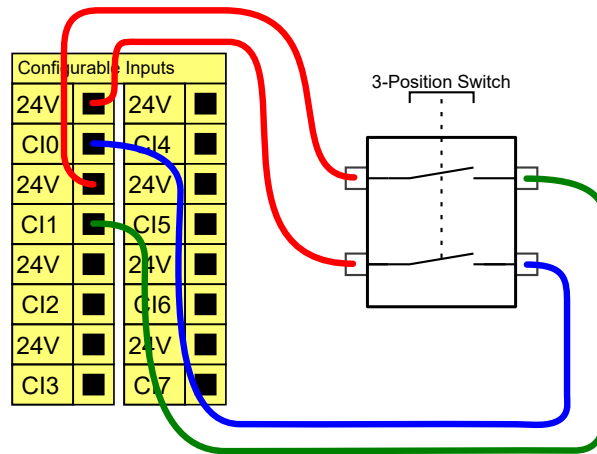 Configurable Inputs
3-Position Switch
24V 24V
CI0 CI4
24V 24V
CI1 CI5
24V 24V
CI2 CI6
24V 24V
CI3 CI7